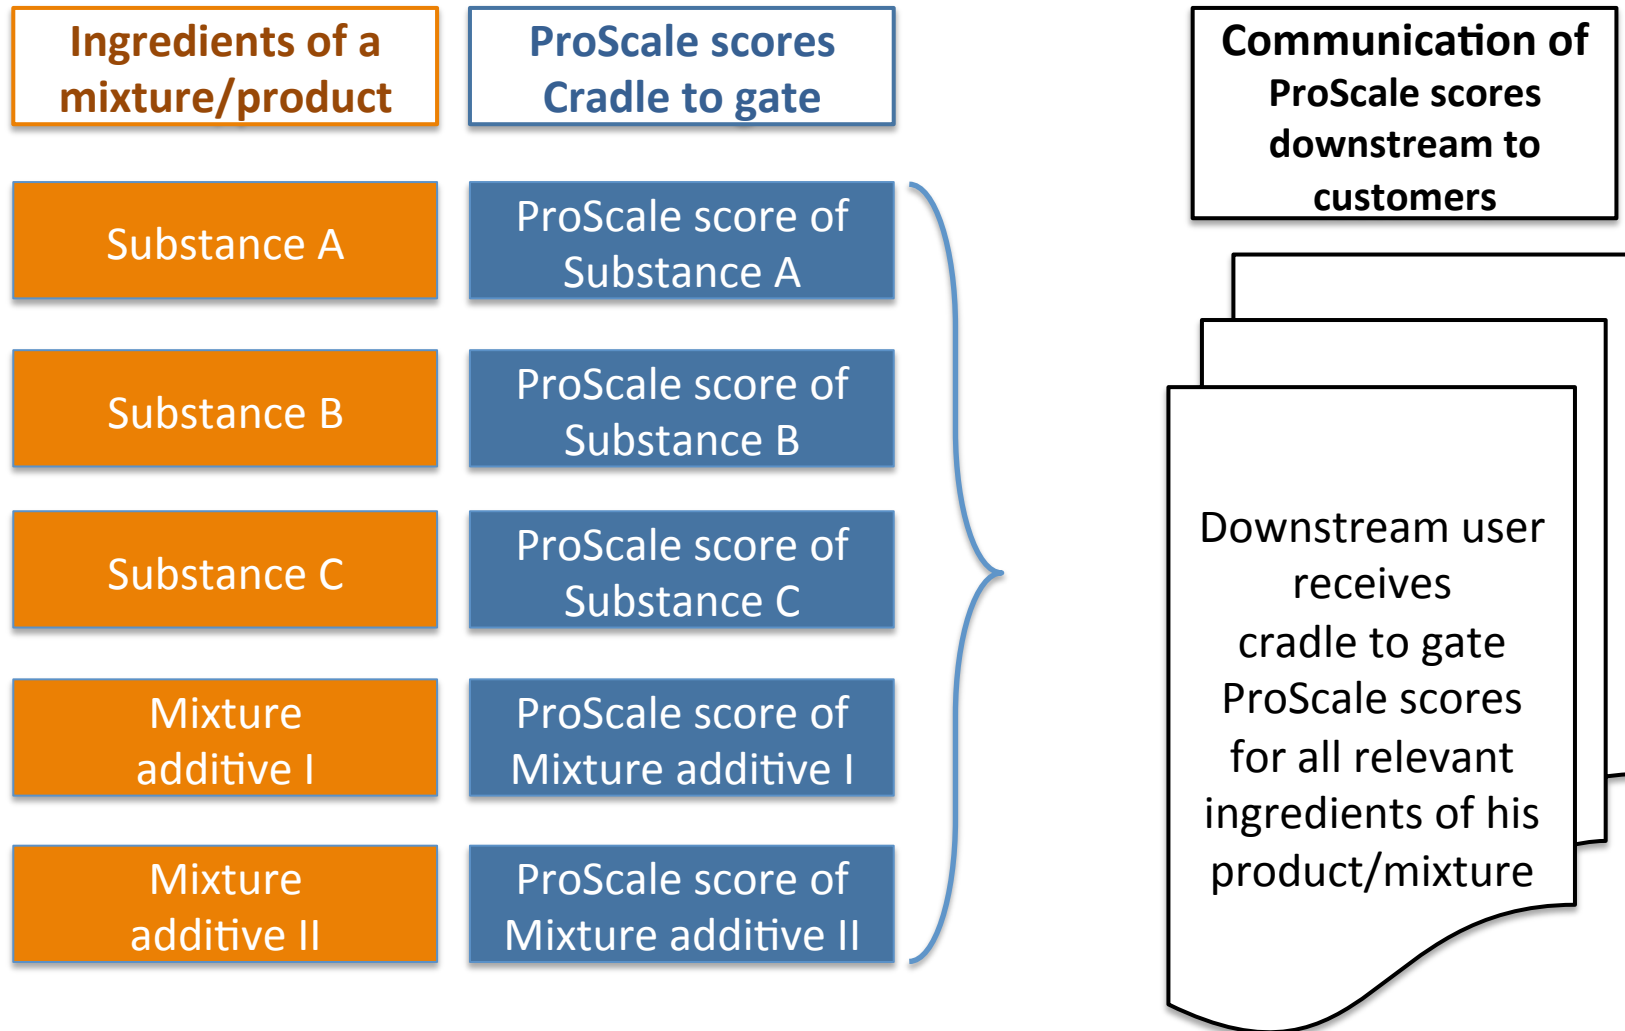 Ingredients of a
mixture/product
ProScale scores
Cradle to gate
Communication of
ProScale scores
downstream to
customers
Substance A
ProScale score of
Substance A
Substance B
ProScale score of
Substance B
Substance C
ProScale score of
Substance C
Mixture
additive I
ProScale score of
Mixture additive I
Mixture
additive II
ProScale score of
Mixture additive II
Downstream user
receives
cradle to gate
ProScale scores
for all relevant
ingredients of his
product/mixture